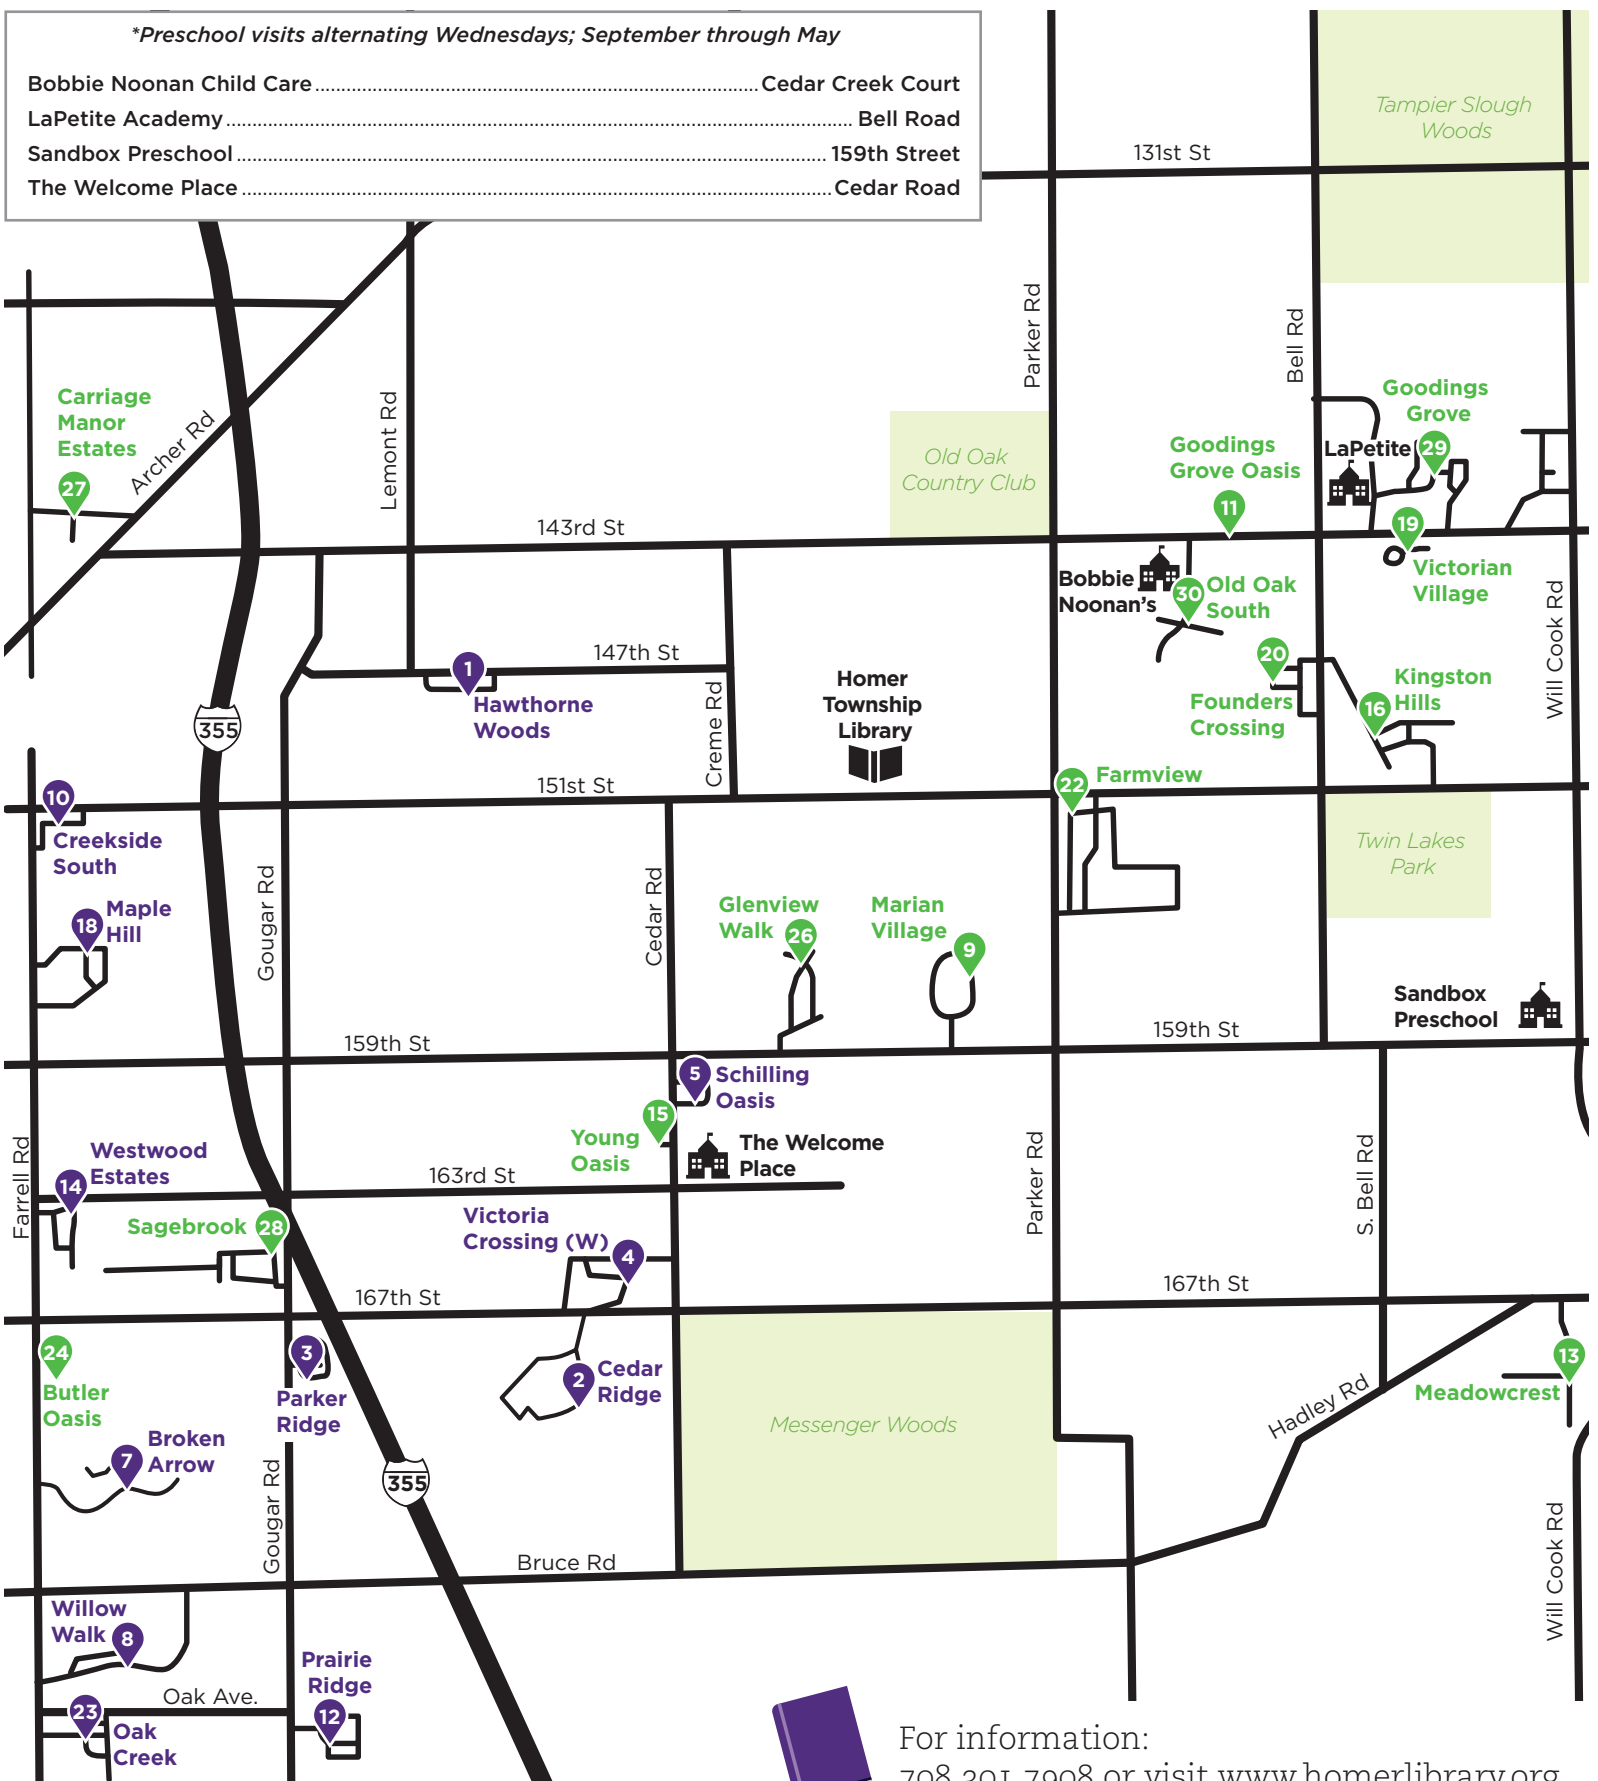 *Preschool visits alternating Wednesdays; September through May
Bobbie Noonan Child Care Cedar Creek Court
LaPetite Academy Bell Road
Sandbox Preschool 159th Street
The Welcome Place Cedar Road
Tampier Slough
Woods
131st St
Parker Rd
Bell Rd
Carriage
Manor
Estates
27
Archer Rd
Lemont Rd
Old Oak
Country Club
Goodings
Grove Oasis
11
Goodings
Grove
LaPetite
29
19
Victorian
Village
143rd St
Bobbie
Noonan's
30
Old Oak
South
Will Cook Rd
147th St
1
Hawthorne
Woods
Creme Rd
Homer
Township
Library
20
Founders
Crossing
Kingston
Hills
16
355
10
Creekside
South
151st St
22
Farmview
Twin Lakes
Park
18
Maple
Hill
Gougar Rd
Cedar Rd
Glenview
Walk
26
Marian
Village
9
Sandbox
Preschool
159th St
159th St
5
Schilling
Oasis
15
Young
Oasis
The Welcome
Place
Farrell Rd
Westwood
Estates
14
163rd St
Parker Rd
S. Bell Rd
Sagebrook
28
Victoria
Crossing (W)
4
167th St
167th St
24
Butler
Oasis
3
Parker
Ridge
2
Cedar
Ridge
Messenger Woods
Hadley Rd
13
Meadowcrest
Broken
Arrow
7
355
Gougar Rd
Bruce Rd
Will Cook Rd
Willow
Walk
8
Prairie
Ridge
12
Oak Ave.
23
Oak
Creek
For information:
708.301.7908 or visit www.homerlibrary.org